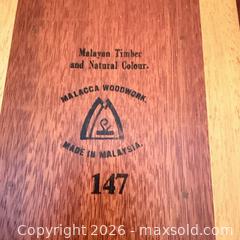 Malayan Timber
and Natural Colour.
MALACCA WOODWORK.
MADE IN MALAYSIA.
147
Copyright 2026 - maxsold.com